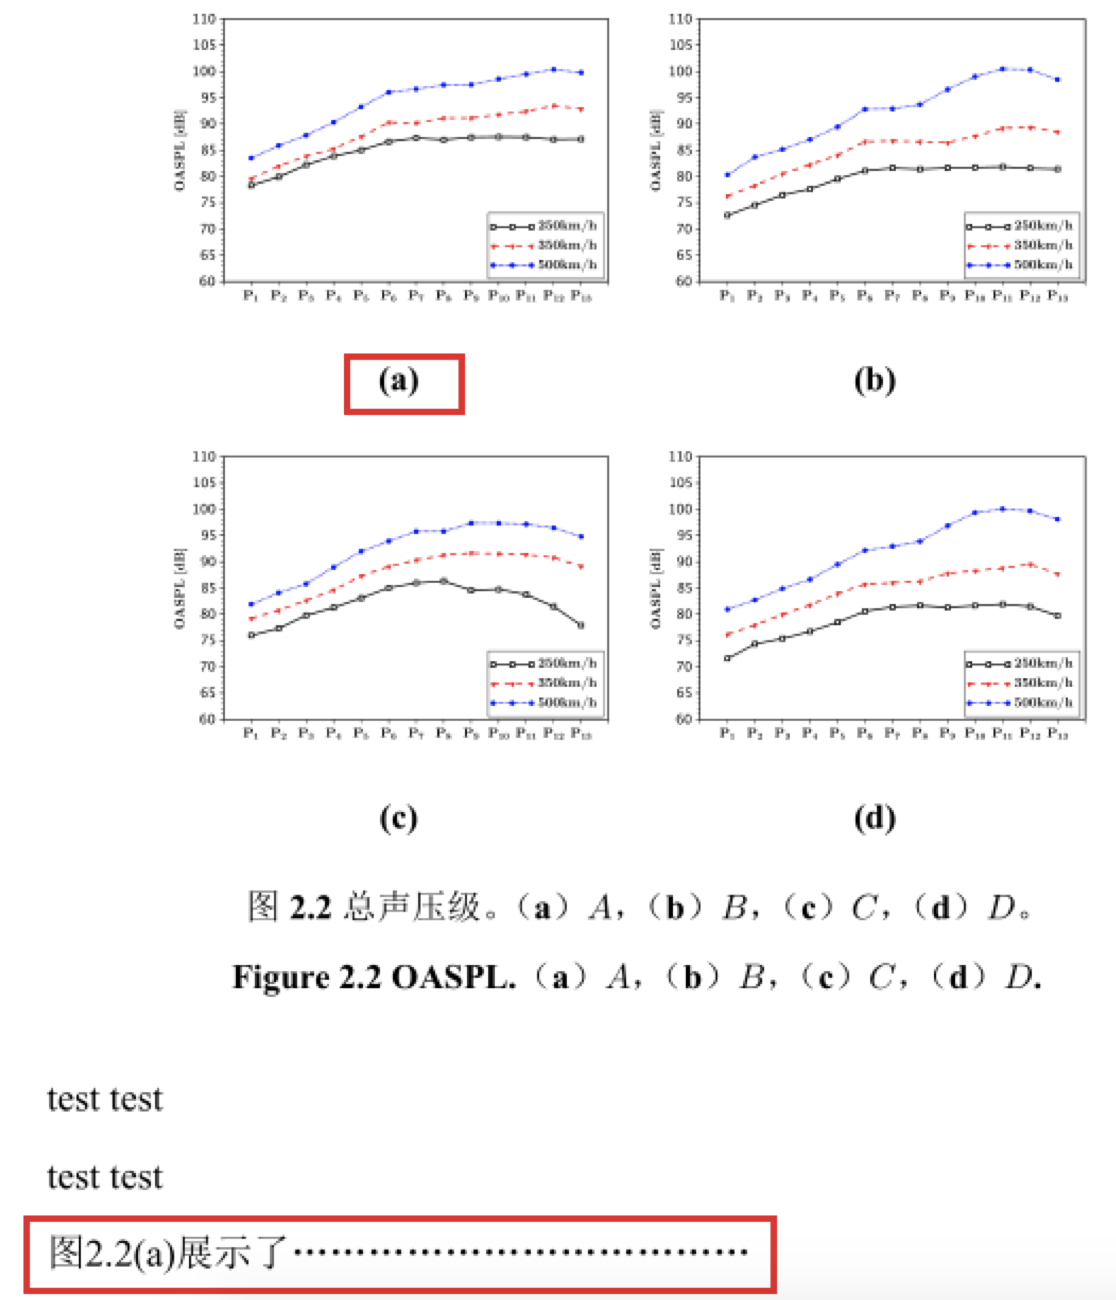 110 110
105 105
100 100
95 95
90 90
85 85
80 80
75 75
70 70
65 65
60 60
OASPL [dB] OASPL [dB]
250km/h 250km/h
350km/h 350km/h
500km/h 500km/h
P₁ P₂ P₃ P₄ P₅ P₆ P₇ P₈ P₉ P₁₀ P₁₁ P₁₂ P₁₃ P₁ P₂ P₃ P₄ P₅ P₆ P₇ P₈ P₉ P₁₀ P₁₁ P₁₂ P₁₃
(a) (b)
110 110
105 105
100 100
95 95
90 90
85 85
80 80
75 75
70 70
65 65
60 60
OASPL [dB] OASPL [dB]
250km/h 250km/h
350km/h 350km/h
500km/h 500km/h
P₁ P₂ P₃ P₄ P₅ P₆ P₇ P₈ P₉ P₁₀ P₁₁ P₁₂ P₁₃ P₁ P₂ P₃ P₄ P₅ P₆ P₇ P₈ P₉ P₁₀ P₁₁ P₁₂ P₁₃
(c) (d)
图 2.2 总声压级。（a）A，（b）B，（c）C，（d）D。
Figure 2.2 OASPL.（a）A，（b）B，（c）C，（d）D.
test test
test test
图2.2(a)展示了····································